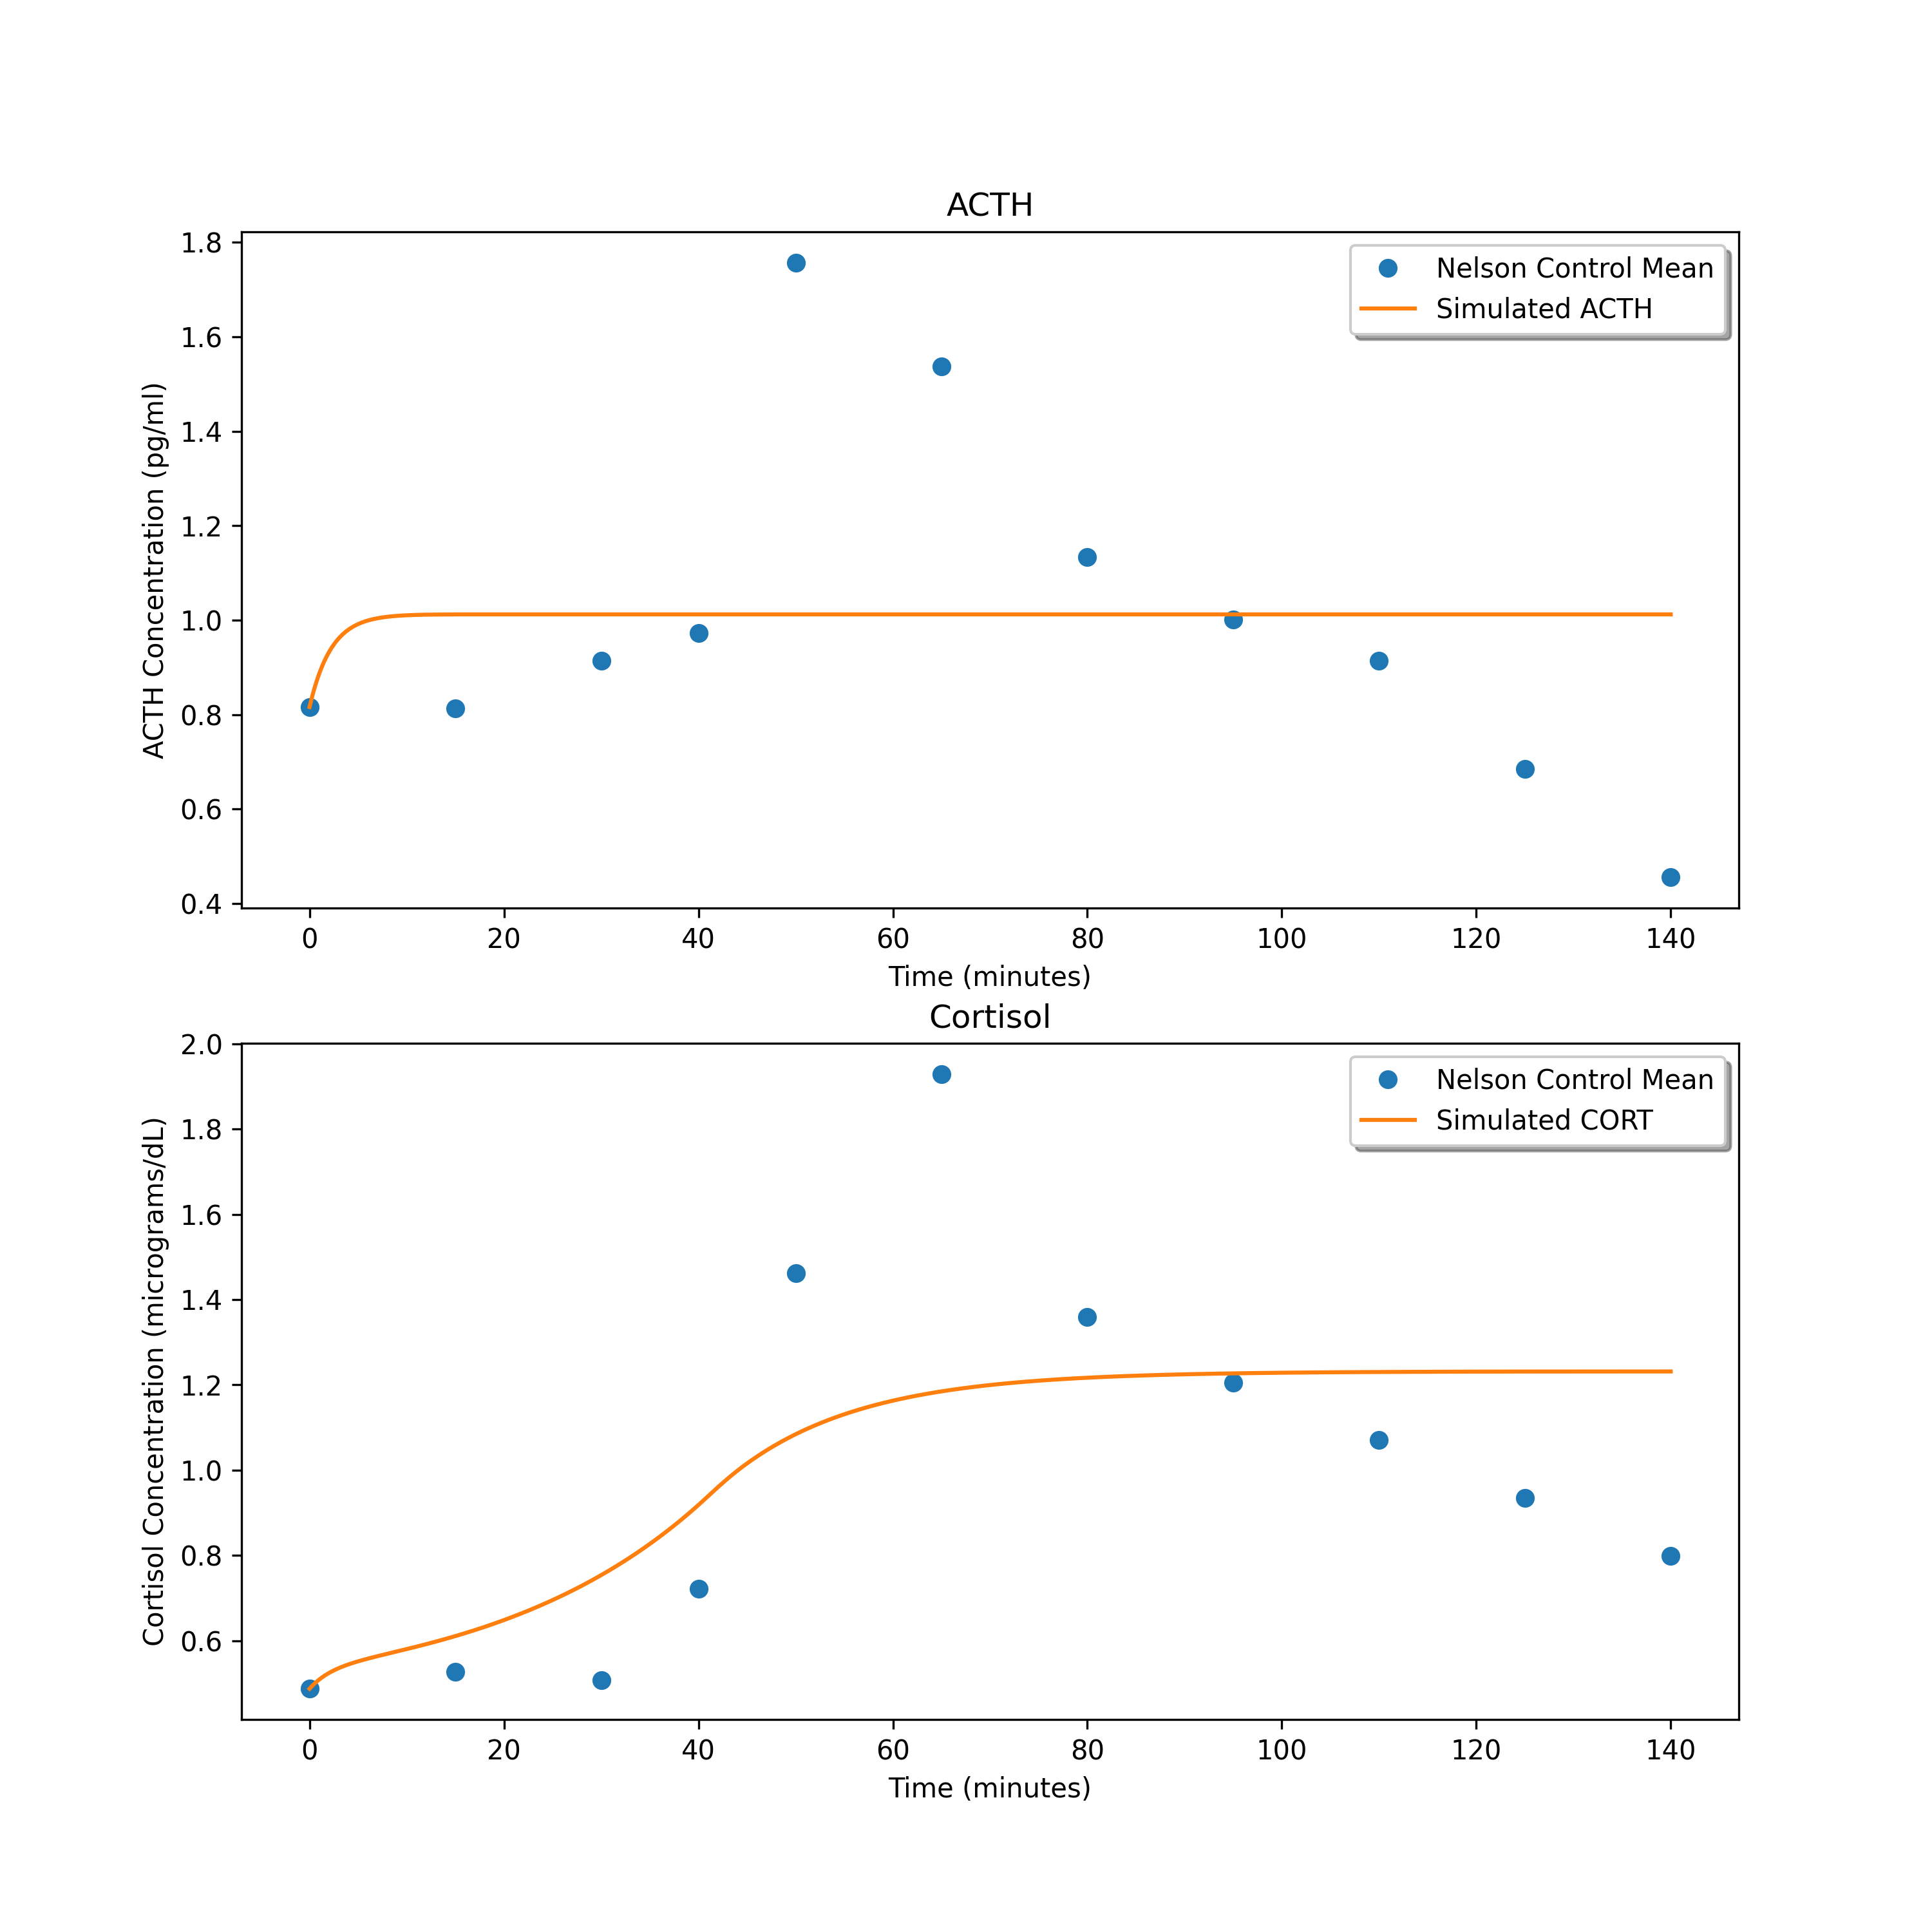 ACTH
1.8
1.6
1.4
1.2
1.0
0.8
0.6
0.4
ACTH Concentration (pg/ml)
Nelson Control Mean
Simulated ACTH
0 20 40 60 80 100 120 140
Time (minutes)
Cortisol
2.0
1.8
1.6
1.4
1.2
1.0
0.8
0.6
Cortisol Concentration (micrograms/dL)
Nelson Control Mean
Simulated CORT
0 20 40 60 80 100 120 140
Time (minutes)